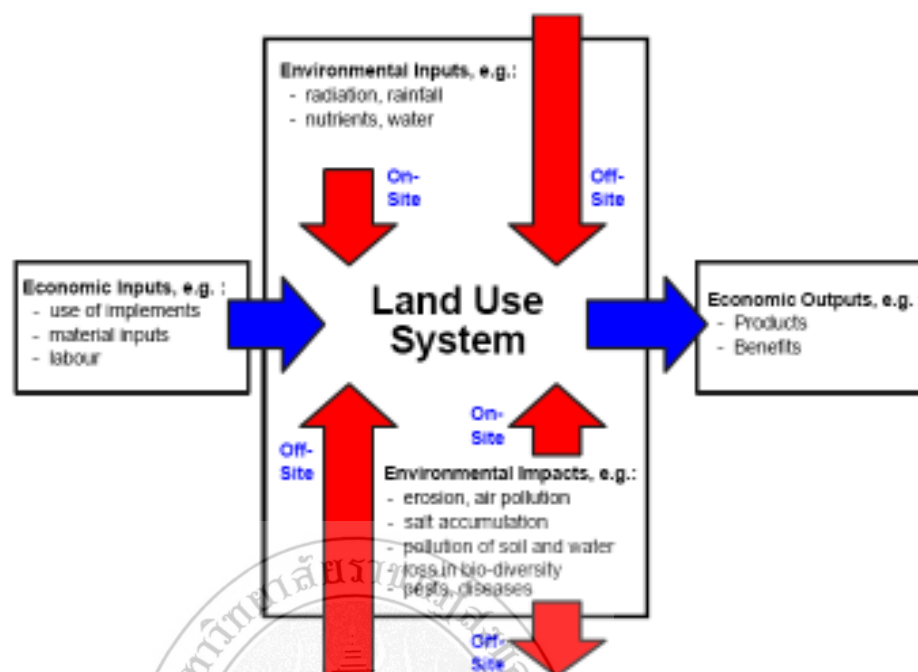 Environmental Inputs, e.g.:
- radiation, rainfall
- nutrients, water
On-
Site
Off-
Site
Economic Inputs, e.g. :
- use of implements
- material inputs
- labour
Land Use
System
Economic Outputs, e.g.
- Products
- Benefits
On-
Site
Off-
Site
Environmental Impacts, e.g.:
- erosion, air pollution
- salt accumulation
- pollution of soil and water
- loss in bio-diversity
- pests, diseases
Off-
Site